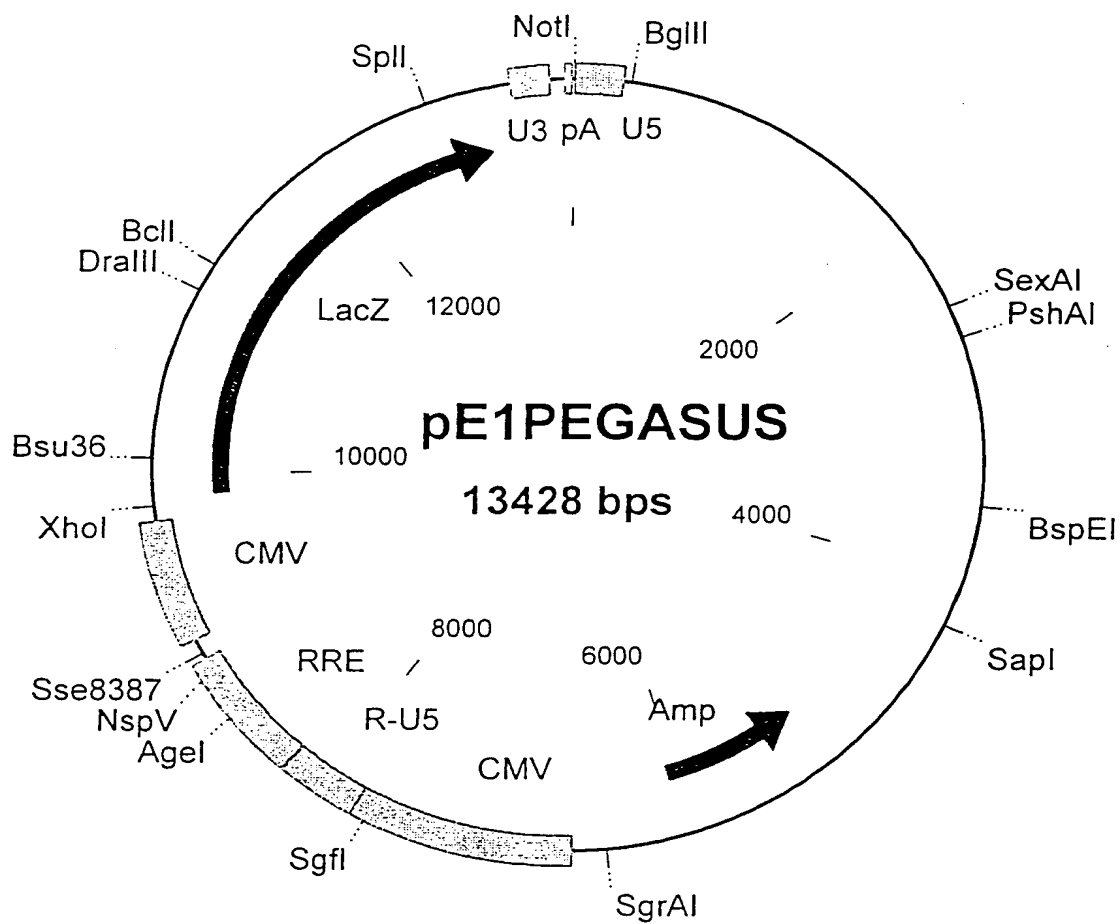 NotI
BglII
SplI
U3 pA U5
BclI
DraIII
SexAI
PshAI
LacZ
12000
2000
pE1PEGASUS
Bsu36
10000
13428 bps
XhoI
4000
BspEI
CMV
8000
6000
SapI
RRE
Sse8387
NspV
AgeI
R-U5
Amp
CMV
SgfI
SgrAI